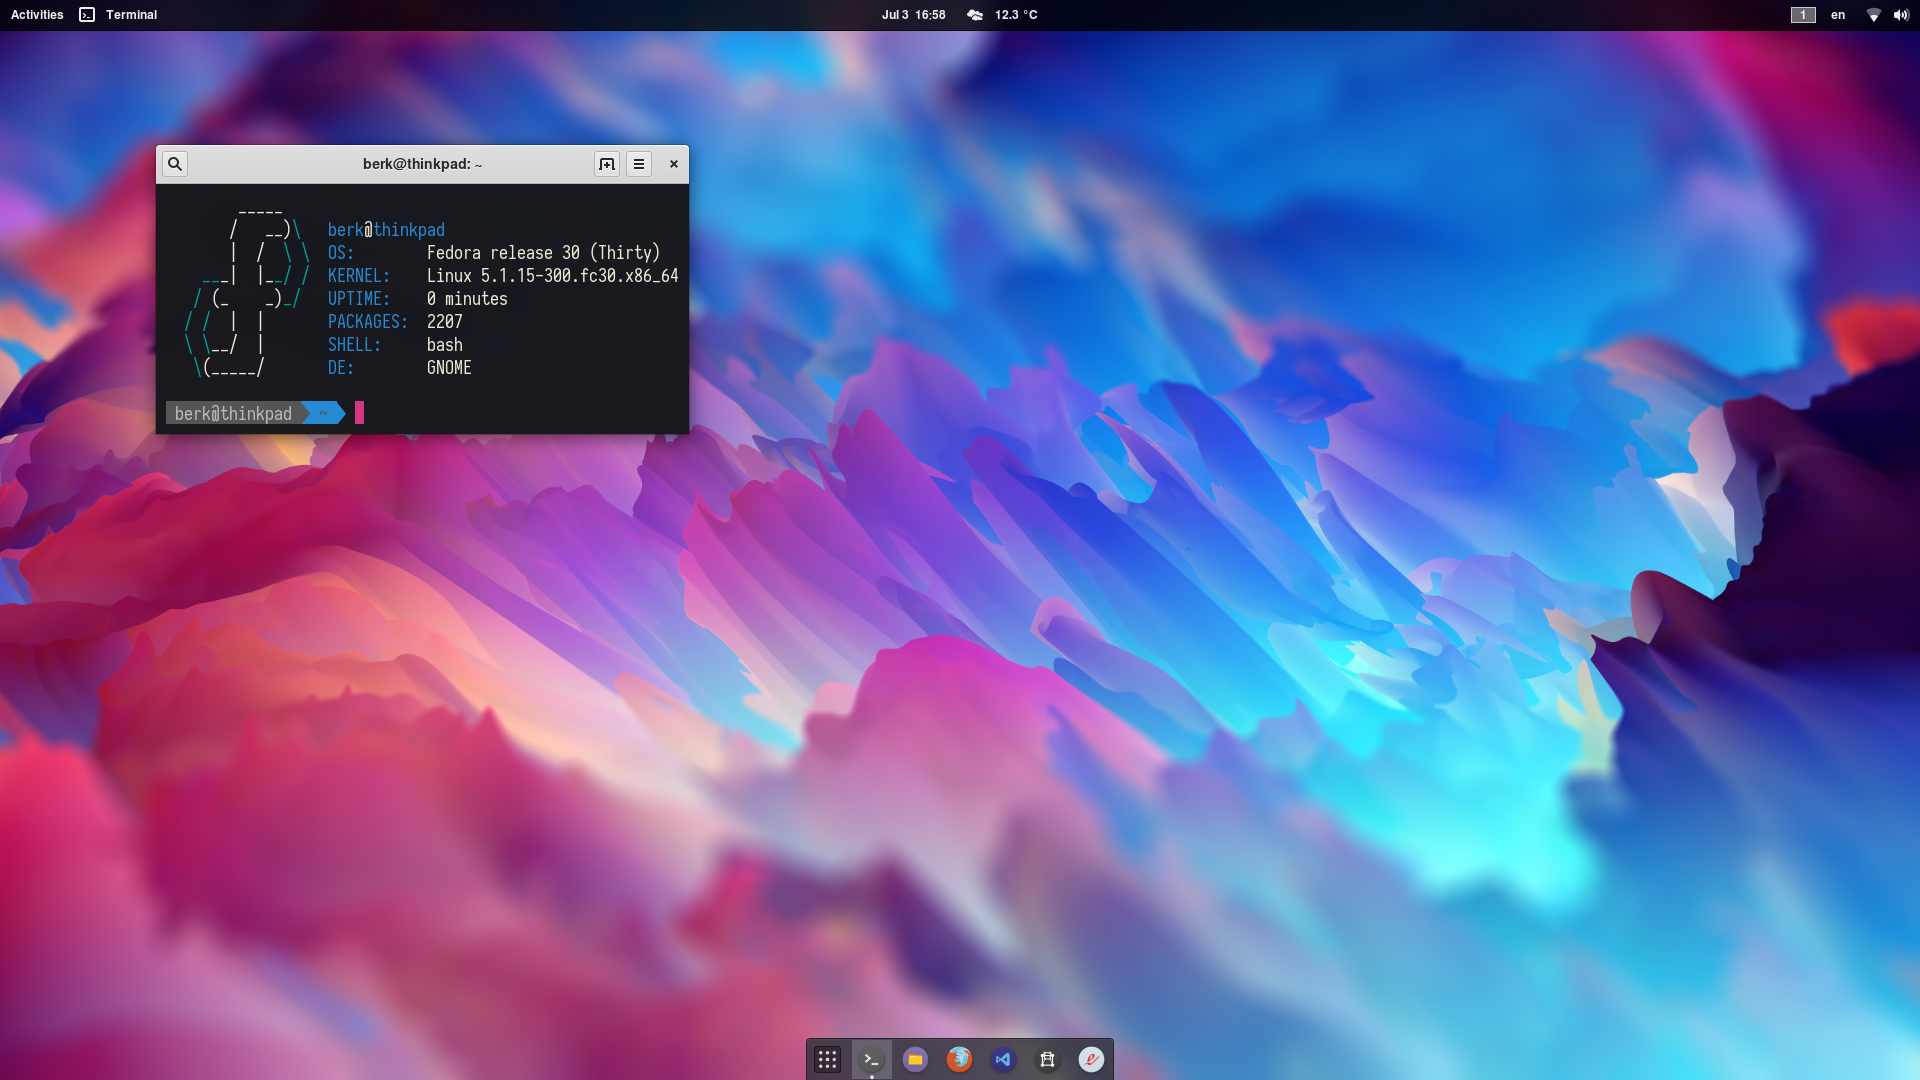 Activities Terminal Jul 3 16:58 12.3 °C 1 en
berk@thinkpad: ~
berk@thinkpad
OS: Fedora release 30 (Thirty)
KERNEL: Linux 5.1.15-300.fc30.x86_64
UPTIME: 0 minutes
PACKAGES: 2207
SHELL: bash
DE: GNOME
berk@thinkpad ~